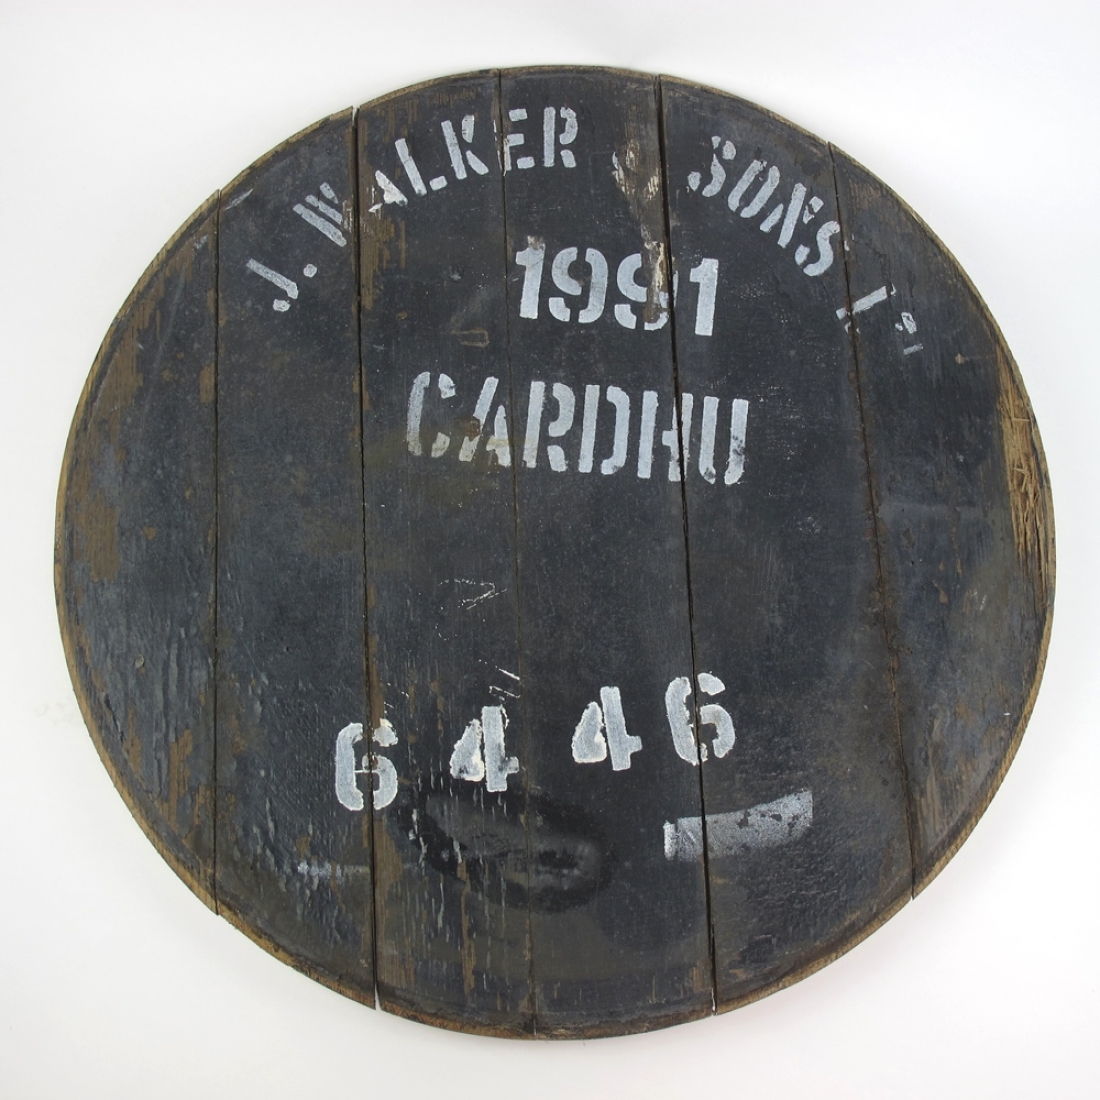 J. WALKER & SONS Lᵀᴰ
1991
CARDHU
6446